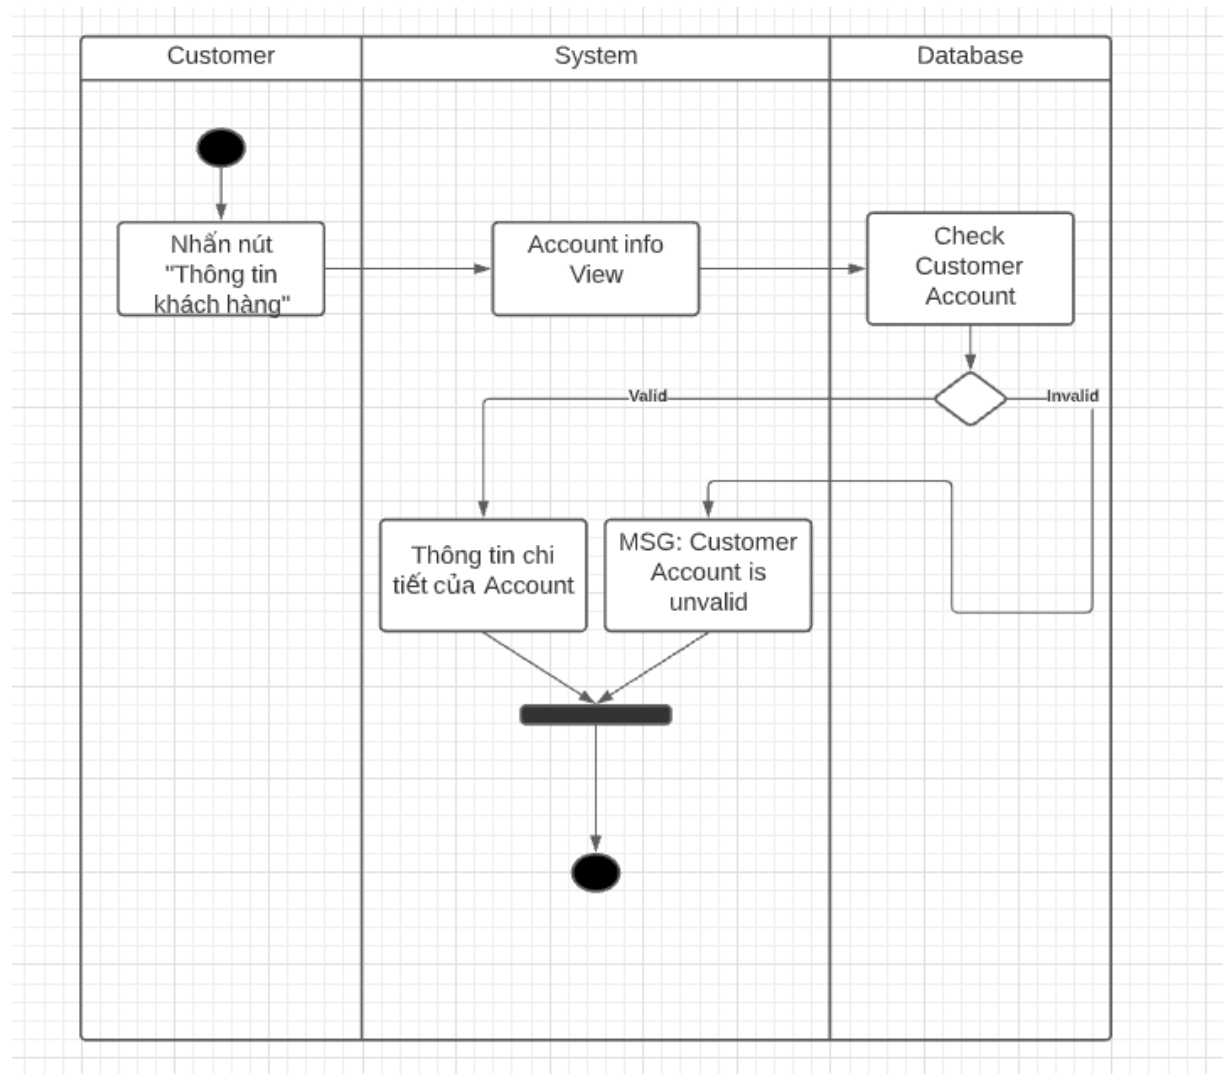 Customer
System
Database
Nhấn nút
"Thông tin
khách hàng"
Account info
View
Check
Customer
Account
Valid
Invalid
Thông tin chi
tiết của Account
MSG: Customer
Account is
unvalid